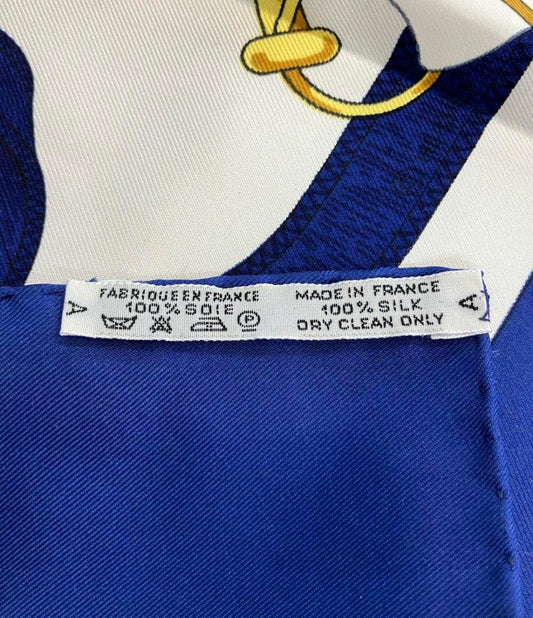 A
FABRIQUE EN FRANCE
100% SOIE
P
MADE IN FRANCE
100% SILK
DRY CLEAN ONLY
A